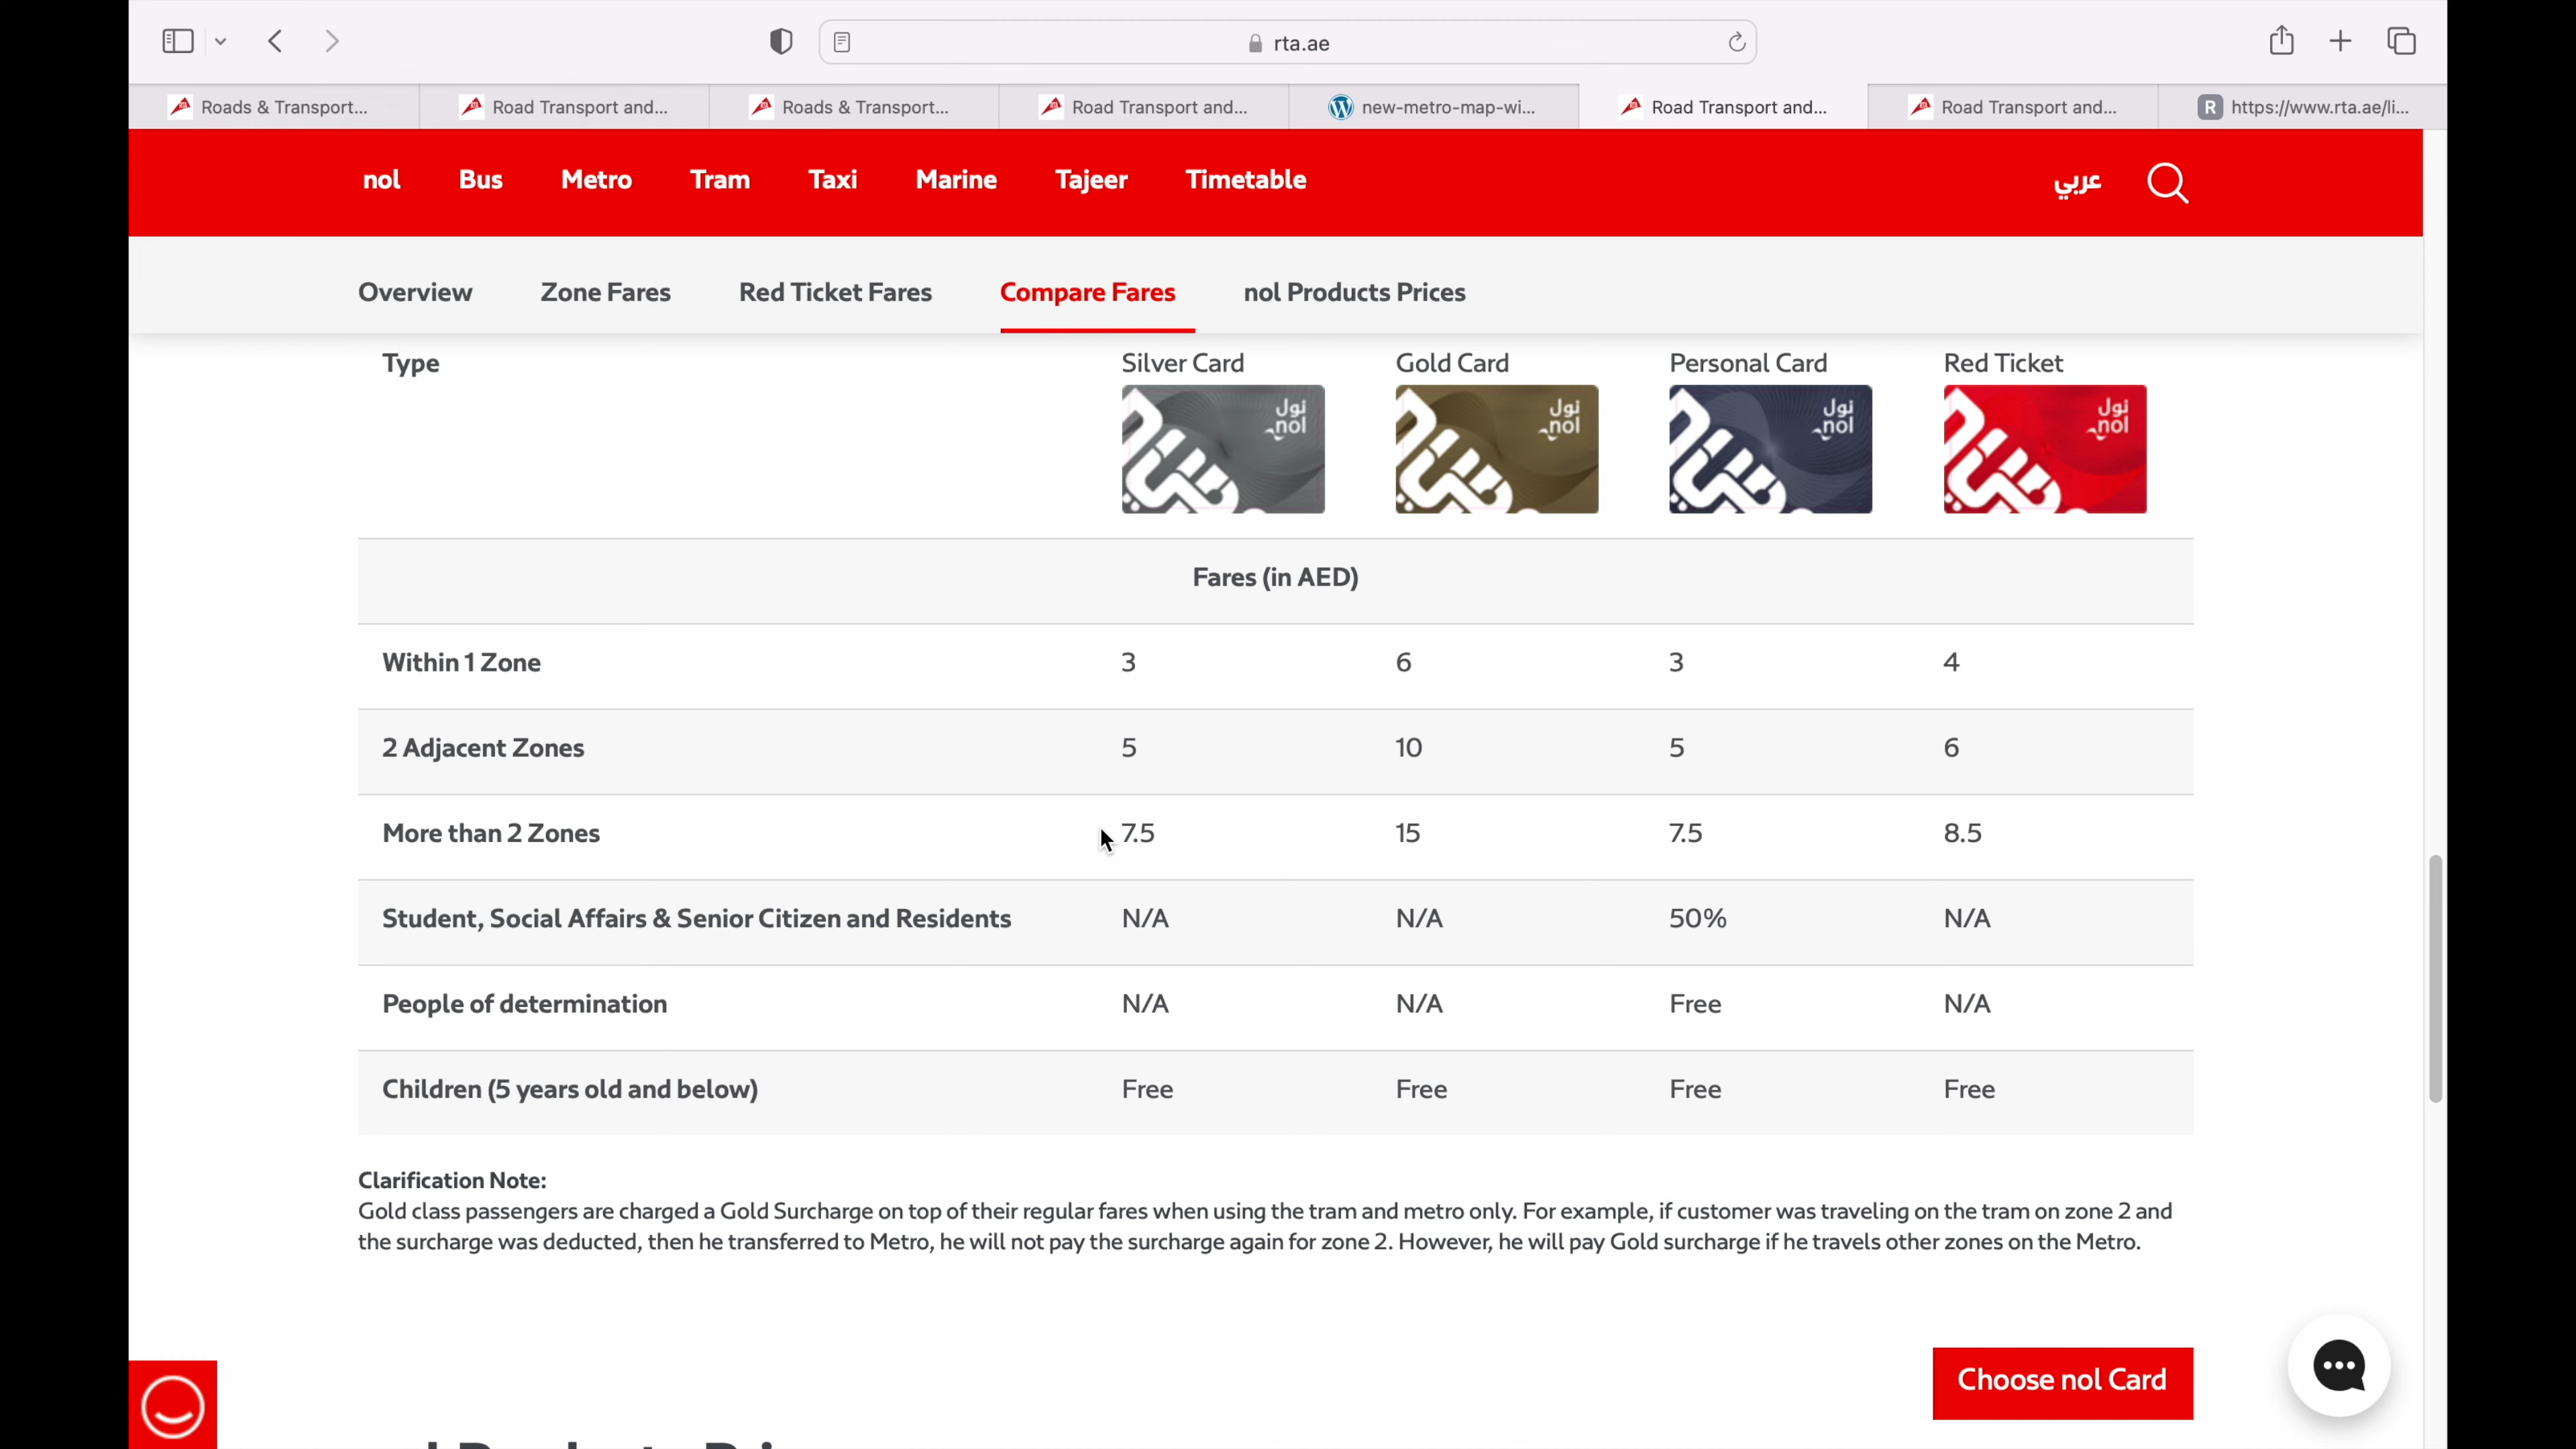 rta.ae
Roads & Transport...
Road Transport and...
Roads & Transport...
Road Transport and...
new-metro-map-wi...
Road Transport and...
Road Transport and...
R https://www.rta.ae/li...
nol Bus Metro Tram Taxi Marine Tajeer Timetable عربي
Overview Zone Fares Red Ticket Fares Compare Fares nol Products Prices
Type Silver Card Gold Card Personal Card Red Ticket
نول نول نول نول
nol nol nol nol
Fares (in AED)
Within 1 Zone 3 6 3 4
2 Adjacent Zones 5 10 5 6
More than 2 Zones 7.5 15 7.5 8.5
Student, Social Affairs & Senior Citizen and Residents N/A N/A 50% N/A
People of determination N/A N/A Free N/A
Children (5 years old and below) Free Free Free Free
Clarification Note:
Gold class passengers are charged a Gold Surcharge on top of their regular fares when using the tram and metro only. For example, if customer was traveling on the tram on zone 2 and
the surcharge was deducted, then he transferred to Metro, he will not pay the surcharge again for zone 2. However, he will pay Gold surcharge if he travels other zones on the Metro.
Choose nol Card